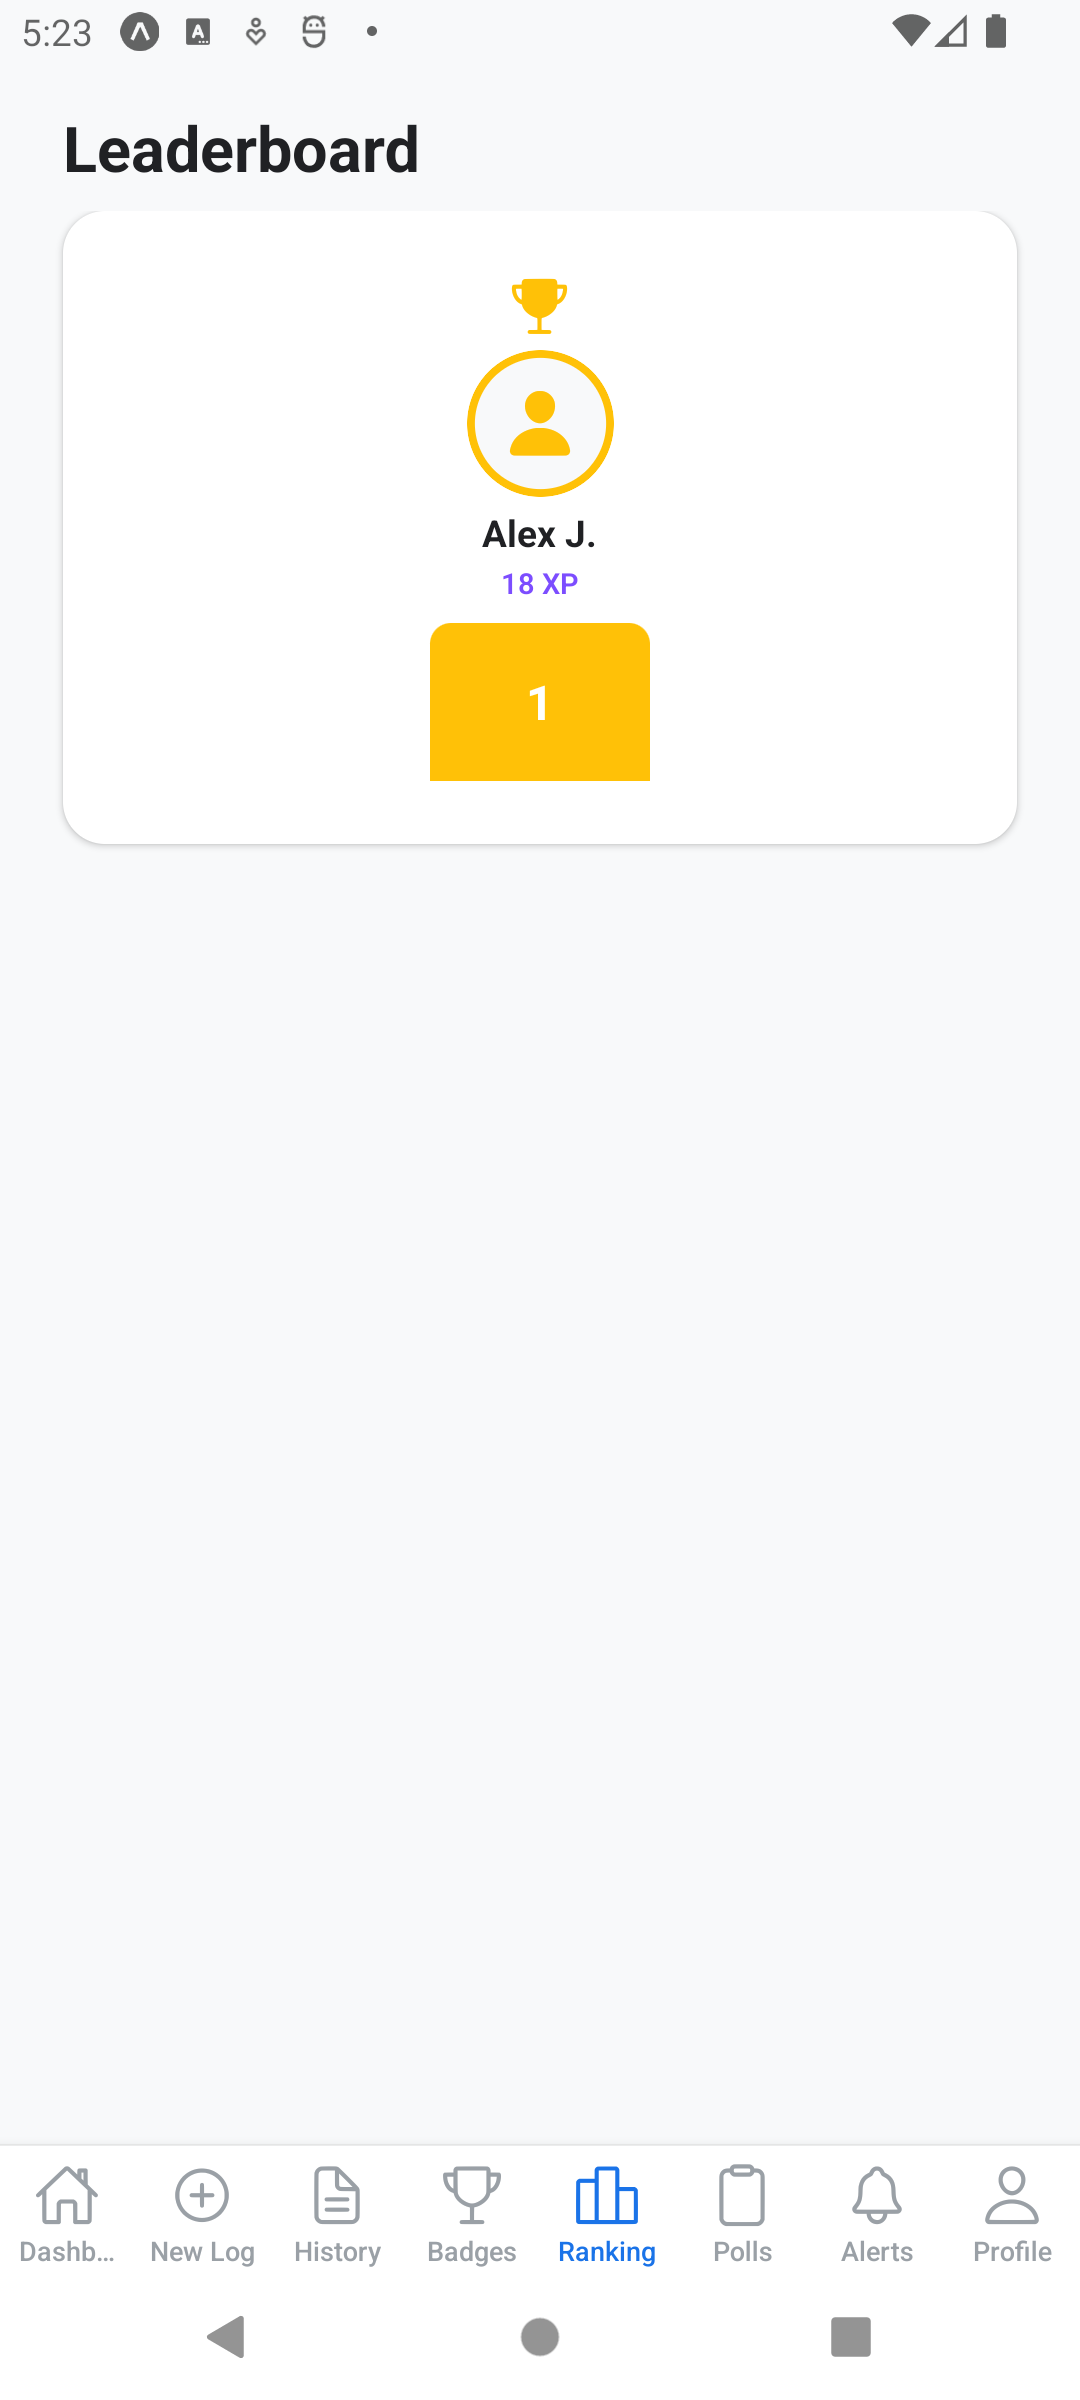 5:23
Leaderboard
Alex J.
18 XP
1
Dashb...
New Log
History
Badges
Ranking
Polls
Alerts
Profile